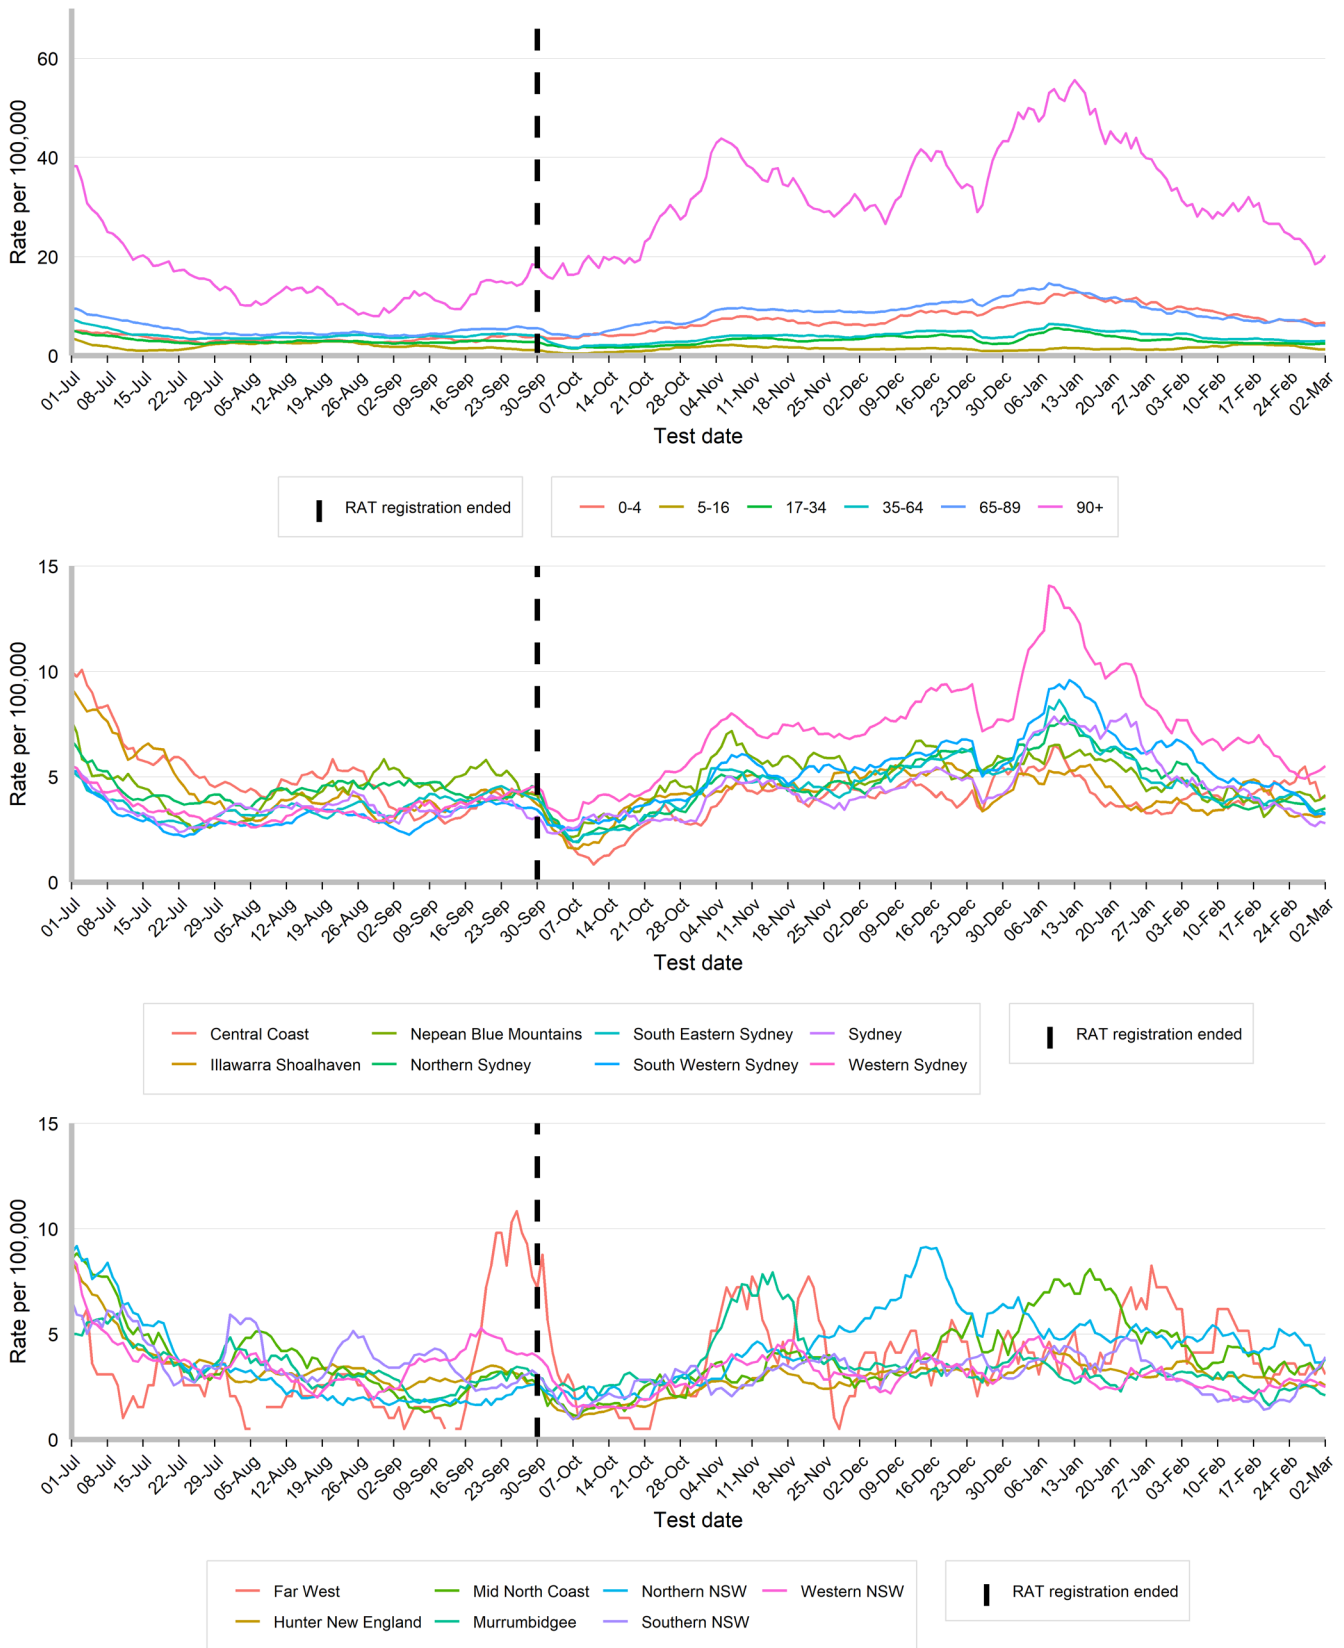 Rate per 100,000
60
40
20
0
01-Jul 08-Jul 15-Jul 22-Jul 29-Jul 05-Aug 12-Aug 19-Aug 26-Aug 02-Sep 09-Sep 16-Sep 23-Sep 30-Sep 07-Oct 14-Oct 21-Oct 28-Oct 04-Nov 11-Nov 18-Nov 25-Nov 02-Dec 09-Dec 16-Dec 23-Dec 30-Dec 06-Jan 13-Jan 20-Jan 27-Jan 03-Feb 10-Feb 17-Feb 24-Feb 02-Mar
Test date
RAT registration ended 0-4 5-16 17-34 35-64 65-89 90+
Rate per 100,000
15
10
5
0
01-Jul 08-Jul 15-Jul 22-Jul 29-Jul 05-Aug 12-Aug 19-Aug 26-Aug 02-Sep 09-Sep 16-Sep 23-Sep 30-Sep 07-Oct 14-Oct 21-Oct 28-Oct 04-Nov 11-Nov 18-Nov 25-Nov 02-Dec 09-Dec 16-Dec 23-Dec 30-Dec 06-Jan 13-Jan 20-Jan 27-Jan 03-Feb 10-Feb 17-Feb 24-Feb 02-Mar
Test date
Central Coast Nepean Blue Mountains South Eastern Sydney Sydney RAT registration ended
Illawarra Shoalhaven Northern Sydney South Western Sydney Western Sydney
Rate per 100,000
15
10
5
0
01-Jul 08-Jul 15-Jul 22-Jul 29-Jul 05-Aug 12-Aug 19-Aug 26-Aug 02-Sep 09-Sep 16-Sep 23-Sep 30-Sep 07-Oct 14-Oct 21-Oct 28-Oct 04-Nov 11-Nov 18-Nov 25-Nov 02-Dec 09-Dec 16-Dec 23-Dec 30-Dec 06-Jan 13-Jan 20-Jan 27-Jan 03-Feb 10-Feb 17-Feb 24-Feb 02-Mar
Test date
Far West Mid North Coast Northern NSW Western NSW RAT registration ended
Hunter New England Murrumbidgee Southern NSW